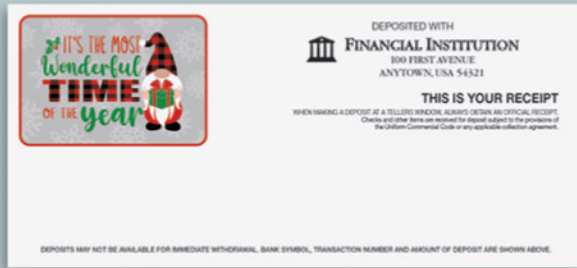 IT'S THE MOST
Wonderful
TIME
OF THE year
DEPOSITED WITH
FINANCIAL INSTITUTION
100 FIRST AVENUE
ANYTOWN, USA 54321
THIS IS YOUR RECEIPT
WHEN MAKING A DEPOSIT AT A TELLERS WINDOW, ALWAYS OBTAIN AN OFFICIAL RECEIPT.
Checks and other items are received for deposit subject to the provisions of
the Uniform Commercial Code or any applicable collection agreement.
DEPOSITS MAY NOT BE AVAILABLE FOR IMMEDIATE WITHDRAWAL. BANK SYMBOL, TRANSACTION NUMBER AND AMOUNT OF DEPOSIT ARE SHOWN ABOVE.